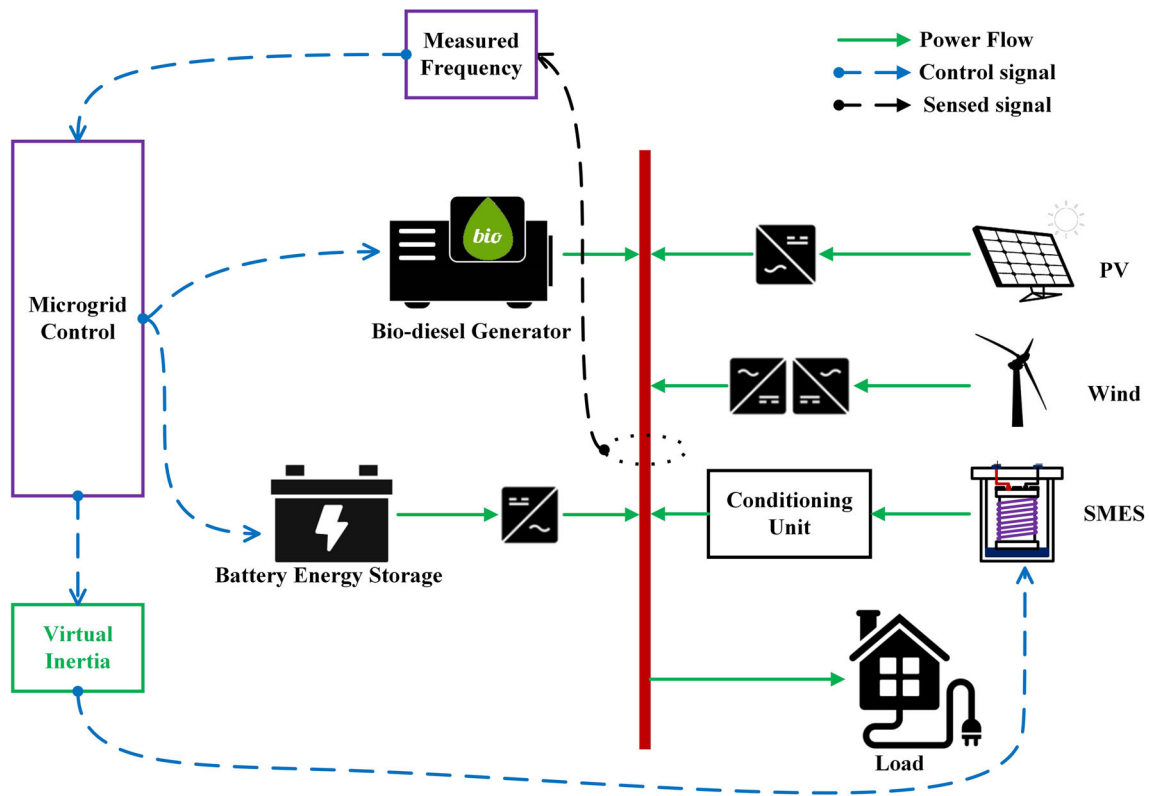 Measured
Frequency
Power Flow
Control signal
Sensed signal
bio
Microgrid
Control
Bio-diesel Generator
PV
Wind
Conditioning
Unit
SMES
Battery Energy Storage
Virtual
Inertia
Load